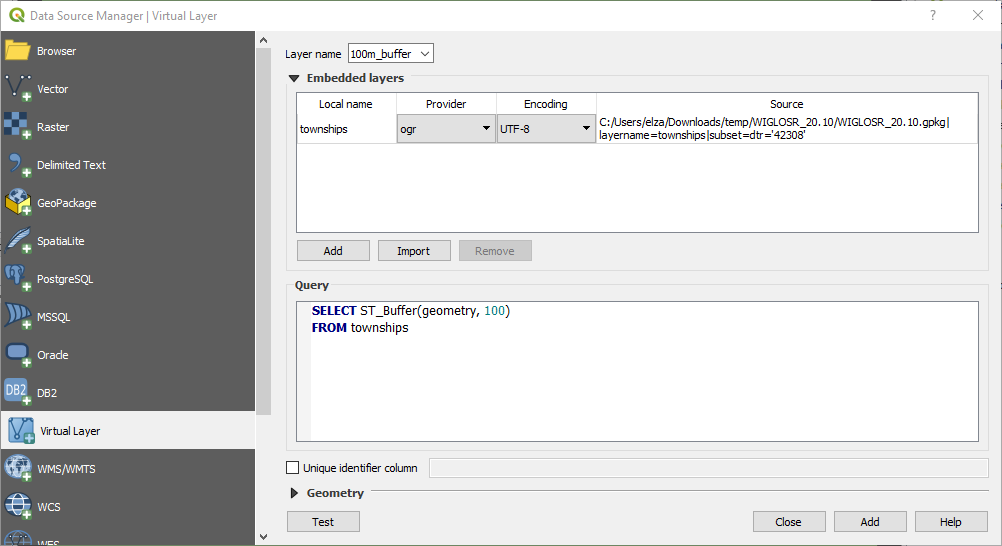 Data Source Manager | Virtual Layer
?
Browser
Vector
Raster
Delimited Text
GeoPackage
SpatiaLite
PostgreSQL
MSSQL
Oracle
DB2
DB2
Virtual Layer
WMS/WMTS
WCS
WFS
Layer name 100m_buffer
Embedded layers
Local name Provider Encoding Source
townships ogr UTF-8 C:/Users/elza/Downloads/temp/WIGLOSR_20.10/WIGLOSR_20.10.gpkg|
layername=townships|subset=dtr='42308'
Add Import Remove
Query
SELECT ST_Buffer(geometry, 100)
FROM townships
Unique identifier column
Geometry
Test Close Add Help